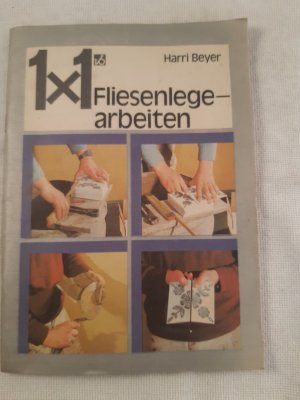 Harri Beyer
1x1
Fliesenlege-
arbeiten